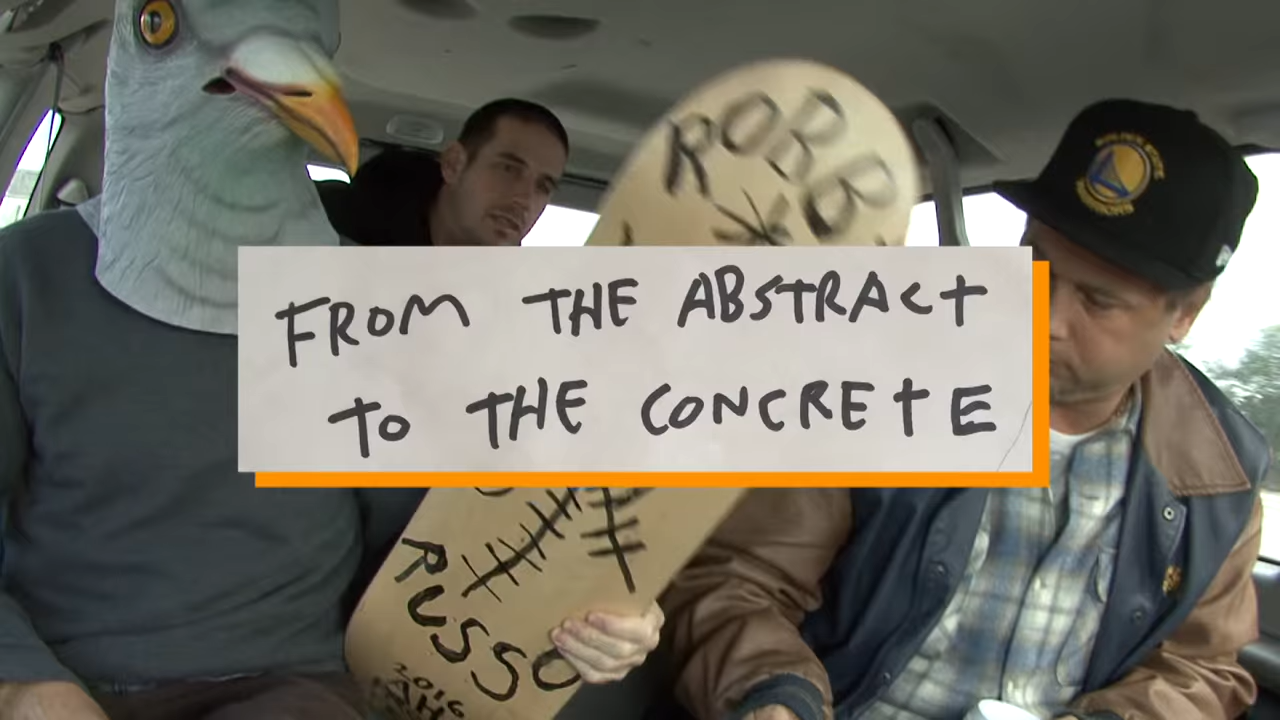 ROBB
FROM THE ABSTRACT
TO THE CONCRETE
RUSSO
2016